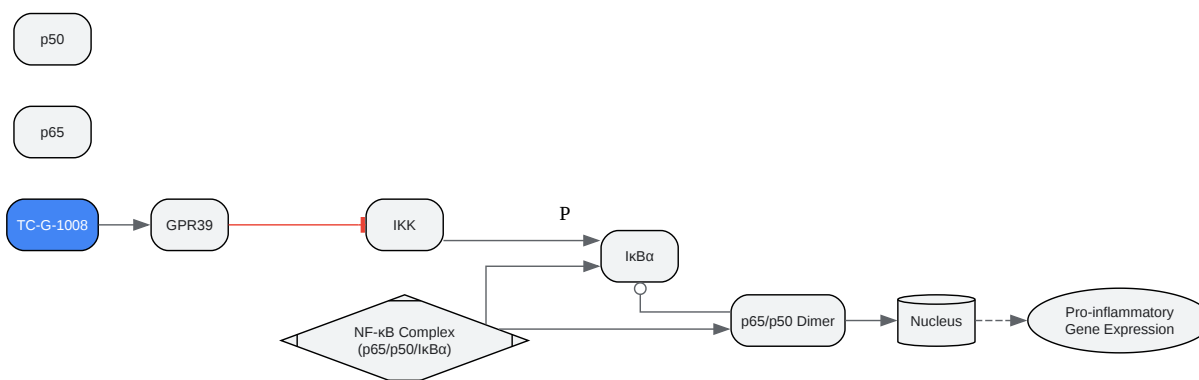 p50
p65
TC-G-1008
GPR39
IKK
P
IκBα
NF-κB Complex
(p65/p50/IκBα)
p65/p50 Dimer
Nucleus
Pro-inflammatory
Gene Expression